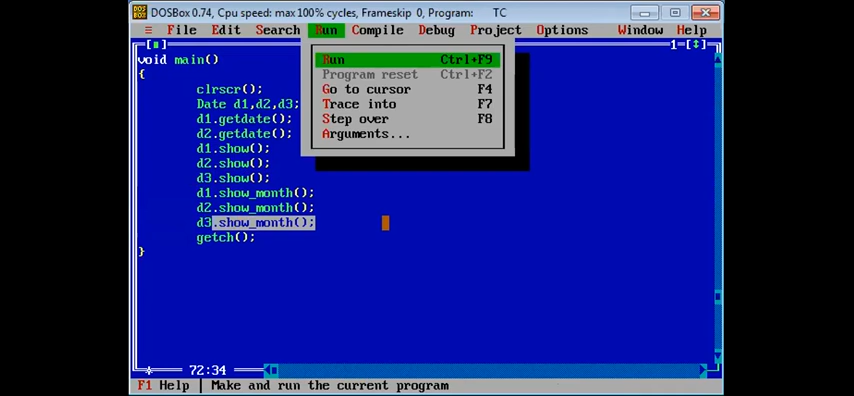 DOSBox 0.74, Cpu speed: max 100% cycles, Frameskip 0, Program: TC
≡ File Edit Search Run Compile Debug Project Options Window Help
[■] 1=[↕]
void main()
{
clrscr();
Date d1,d2,d3;
d1.getdate();
d2.getdate();
d1.show();
d2.show();
d3.show();
d1.show_month();
d2.show_month();
d3.show_month();
getch();
}
Run Ctrl+F9
Program reset Ctrl+F2
Go to cursor F4
Trace into F7
Step over F8
Arguments...
* 72:34
F1 Help | Make and run the current program